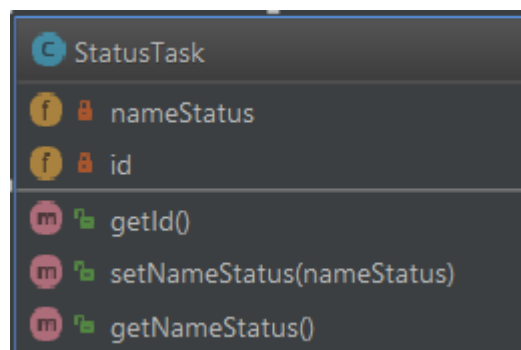 C StatusTask
f nameStatus
f id
m getId()
m setNameStatus(nameStatus)
m getNameStatus()